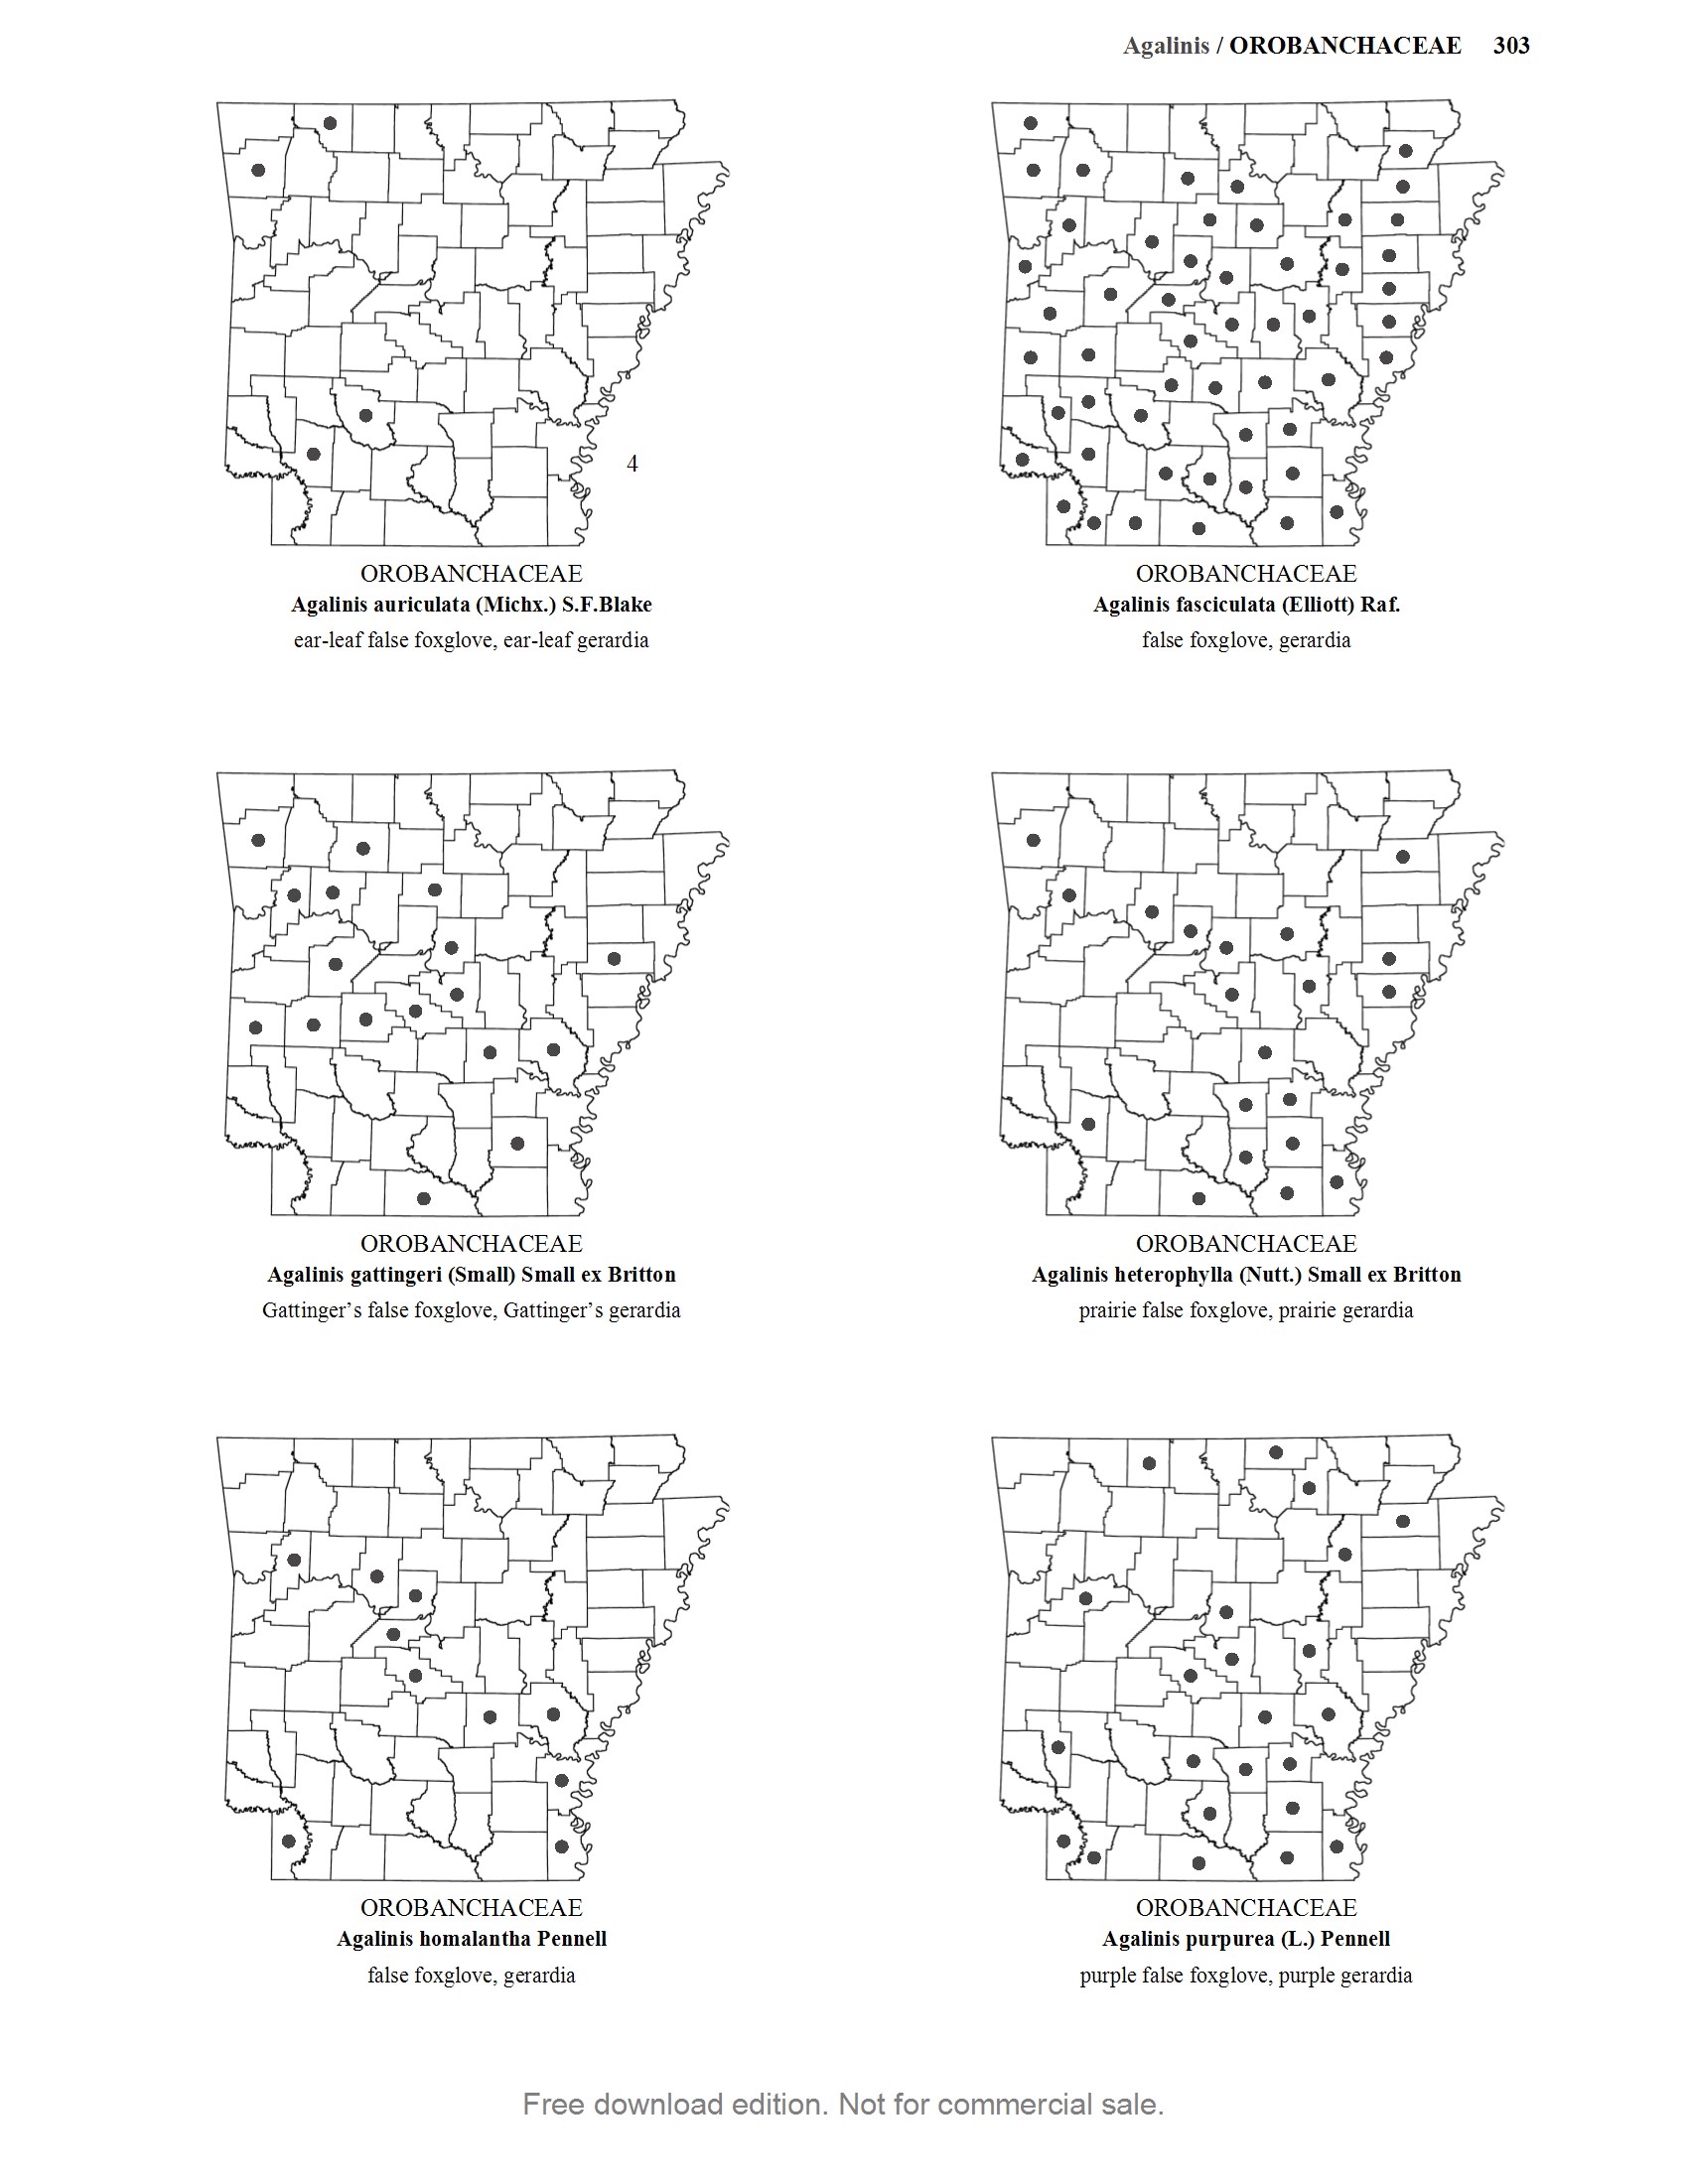 Agalinis / OROBANCHACEAE 303
4
OROBANCHACEAE
Agalinis auriculata (Michx.) S.F.Blake
ear-leaf false foxglove, ear-leaf gerardia
OROBANCHACEAE
Agalinis fasciculata (Elliott) Raf.
false foxglove, gerardia
OROBANCHACEAE
Agalinis gattingeri (Small) Small ex Britton
Gattinger’s false foxglove, Gattinger’s gerardia
OROBANCHACEAE
Agalinis heterophylla (Nutt.) Small ex Britton
prairie false foxglove, prairie gerardia
OROBANCHACEAE
Agalinis homalantha Pennell
false foxglove, gerardia
OROBANCHACEAE
Agalinis purpurea (L.) Pennell
purple false foxglove, purple gerardia
Free download edition. Not for commercial sale.